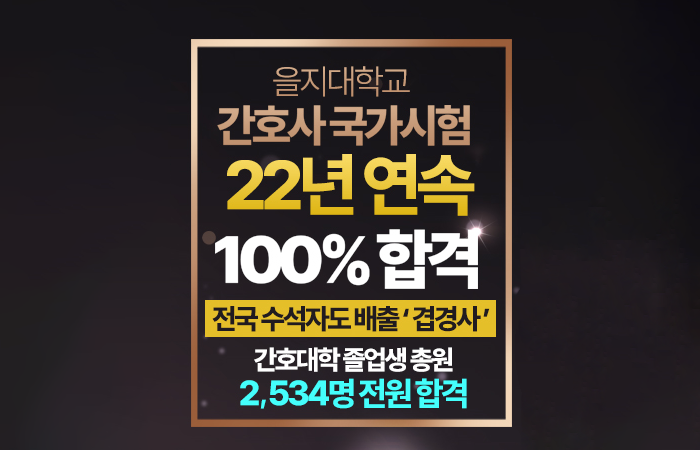 을지대학교
간호사 국가시험
22년 연속
100% 합격
전국 수석자도 배출 ‘ 겹경사 ’
간호대학 졸업생 총원
2,534명 전원 합격